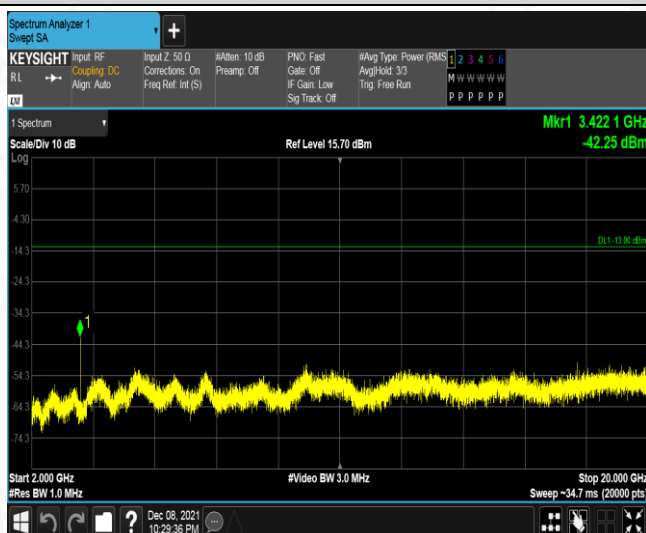 Spectrum Analyzer 1
Swept SA
KEYSIGHT
RL
LXI
Input: RF
Coupling: DC
Align: Auto
Input Z: 50 Ω
Corrections: On
Freq Ref: Int (S)
#Atten: 10 dB
Preamp: Off
PNO: Fast
Gate: Off
IF Gain: Low
Sig Track: Off
#Avg Type: Power (RMS
Avg|Hold: 3/3
Trig: Free Run
1 2 3 4 5 6
M W W W W W
P P P P P P
1 Spectrum
Scale/Div 10 dB
Log
Ref Level 15.70 dBm
Mkr1 3.422 1 GHz
-42.25 dBm
5.70
-4.30
DL1 -13.00 dBm
-14.3
-24.3
-34.3
1
-44.3
-54.3
-64.3
-74.3
Start 2.000 GHz
#Res BW 1.0 MHz
#Video BW 3.0 MHz
Stop 20.000 GHz
Sweep ~34.7 ms (20000 pts)
?
Dec 08, 2021
10:29:36 PM